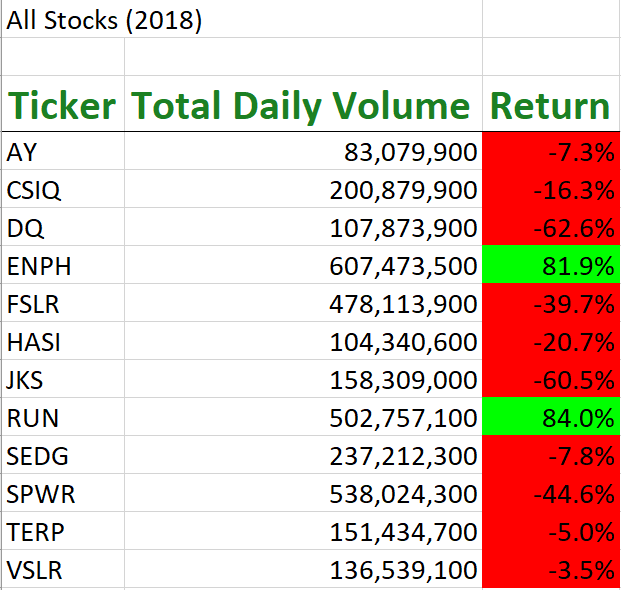 All Stocks (2018)
Ticker Total Daily Volume Return
AY 83,079,900 -7.3%
CSIQ 200,879,900 -16.3%
DQ 107,873,900 -62.6%
ENPH 607,473,500 81.9%
FSLR 478,113,900 -39.7%
HASI 104,340,600 -20.7%
JKS 158,309,000 -60.5%
RUN 502,757,100 84.0%
SEDG 237,212,300 -7.8%
SPWR 538,024,300 -44.6%
TERP 151,434,700 -5.0%
VSLR 136,539,100 -3.5%